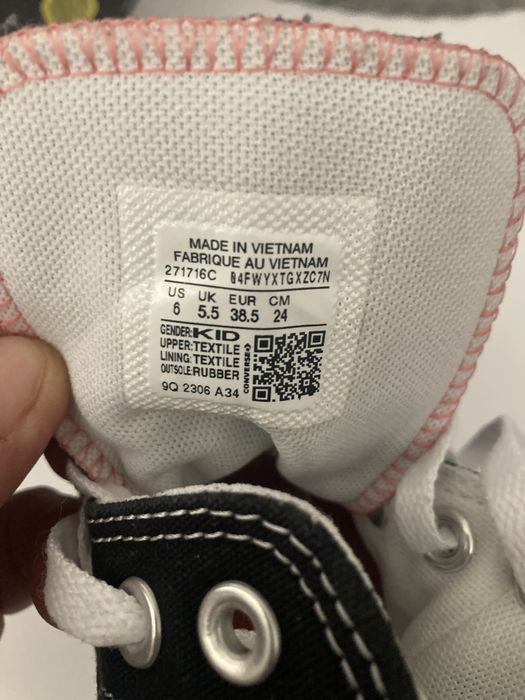 MADE IN VIETNAM
FABRIQUE AU VIETNAM
271716C 04FWYXTGXZC7N
US UK EUR CM
6 5.5 38.5 24
GENDER:KID
UPPER:TEXTILE
LINING:TEXTILE
OUTSOLE:RUBBER
CONVERSE
9Q 2306 A34